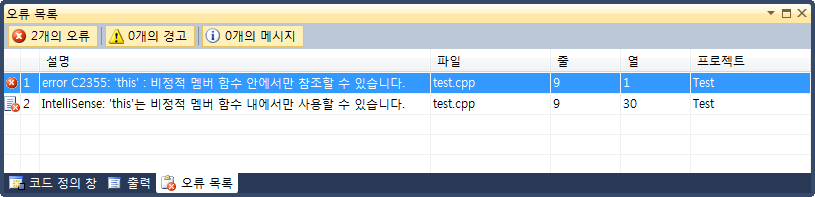 오류 목록
2개의 오류 0개의 경고 0개의 메시지
설명 파일 줄 열 프로젝트
1 error C2355: 'this' : 비정적 멤버 함수 안에서만 참조할 수 있습니다. test.cpp 9 1 Test
2 IntelliSense: 'this'는 비정적 멤버 함수 내에서만 사용할 수 있습니다. test.cpp 9 30 Test
코드 정의 창 출력 오류 목록